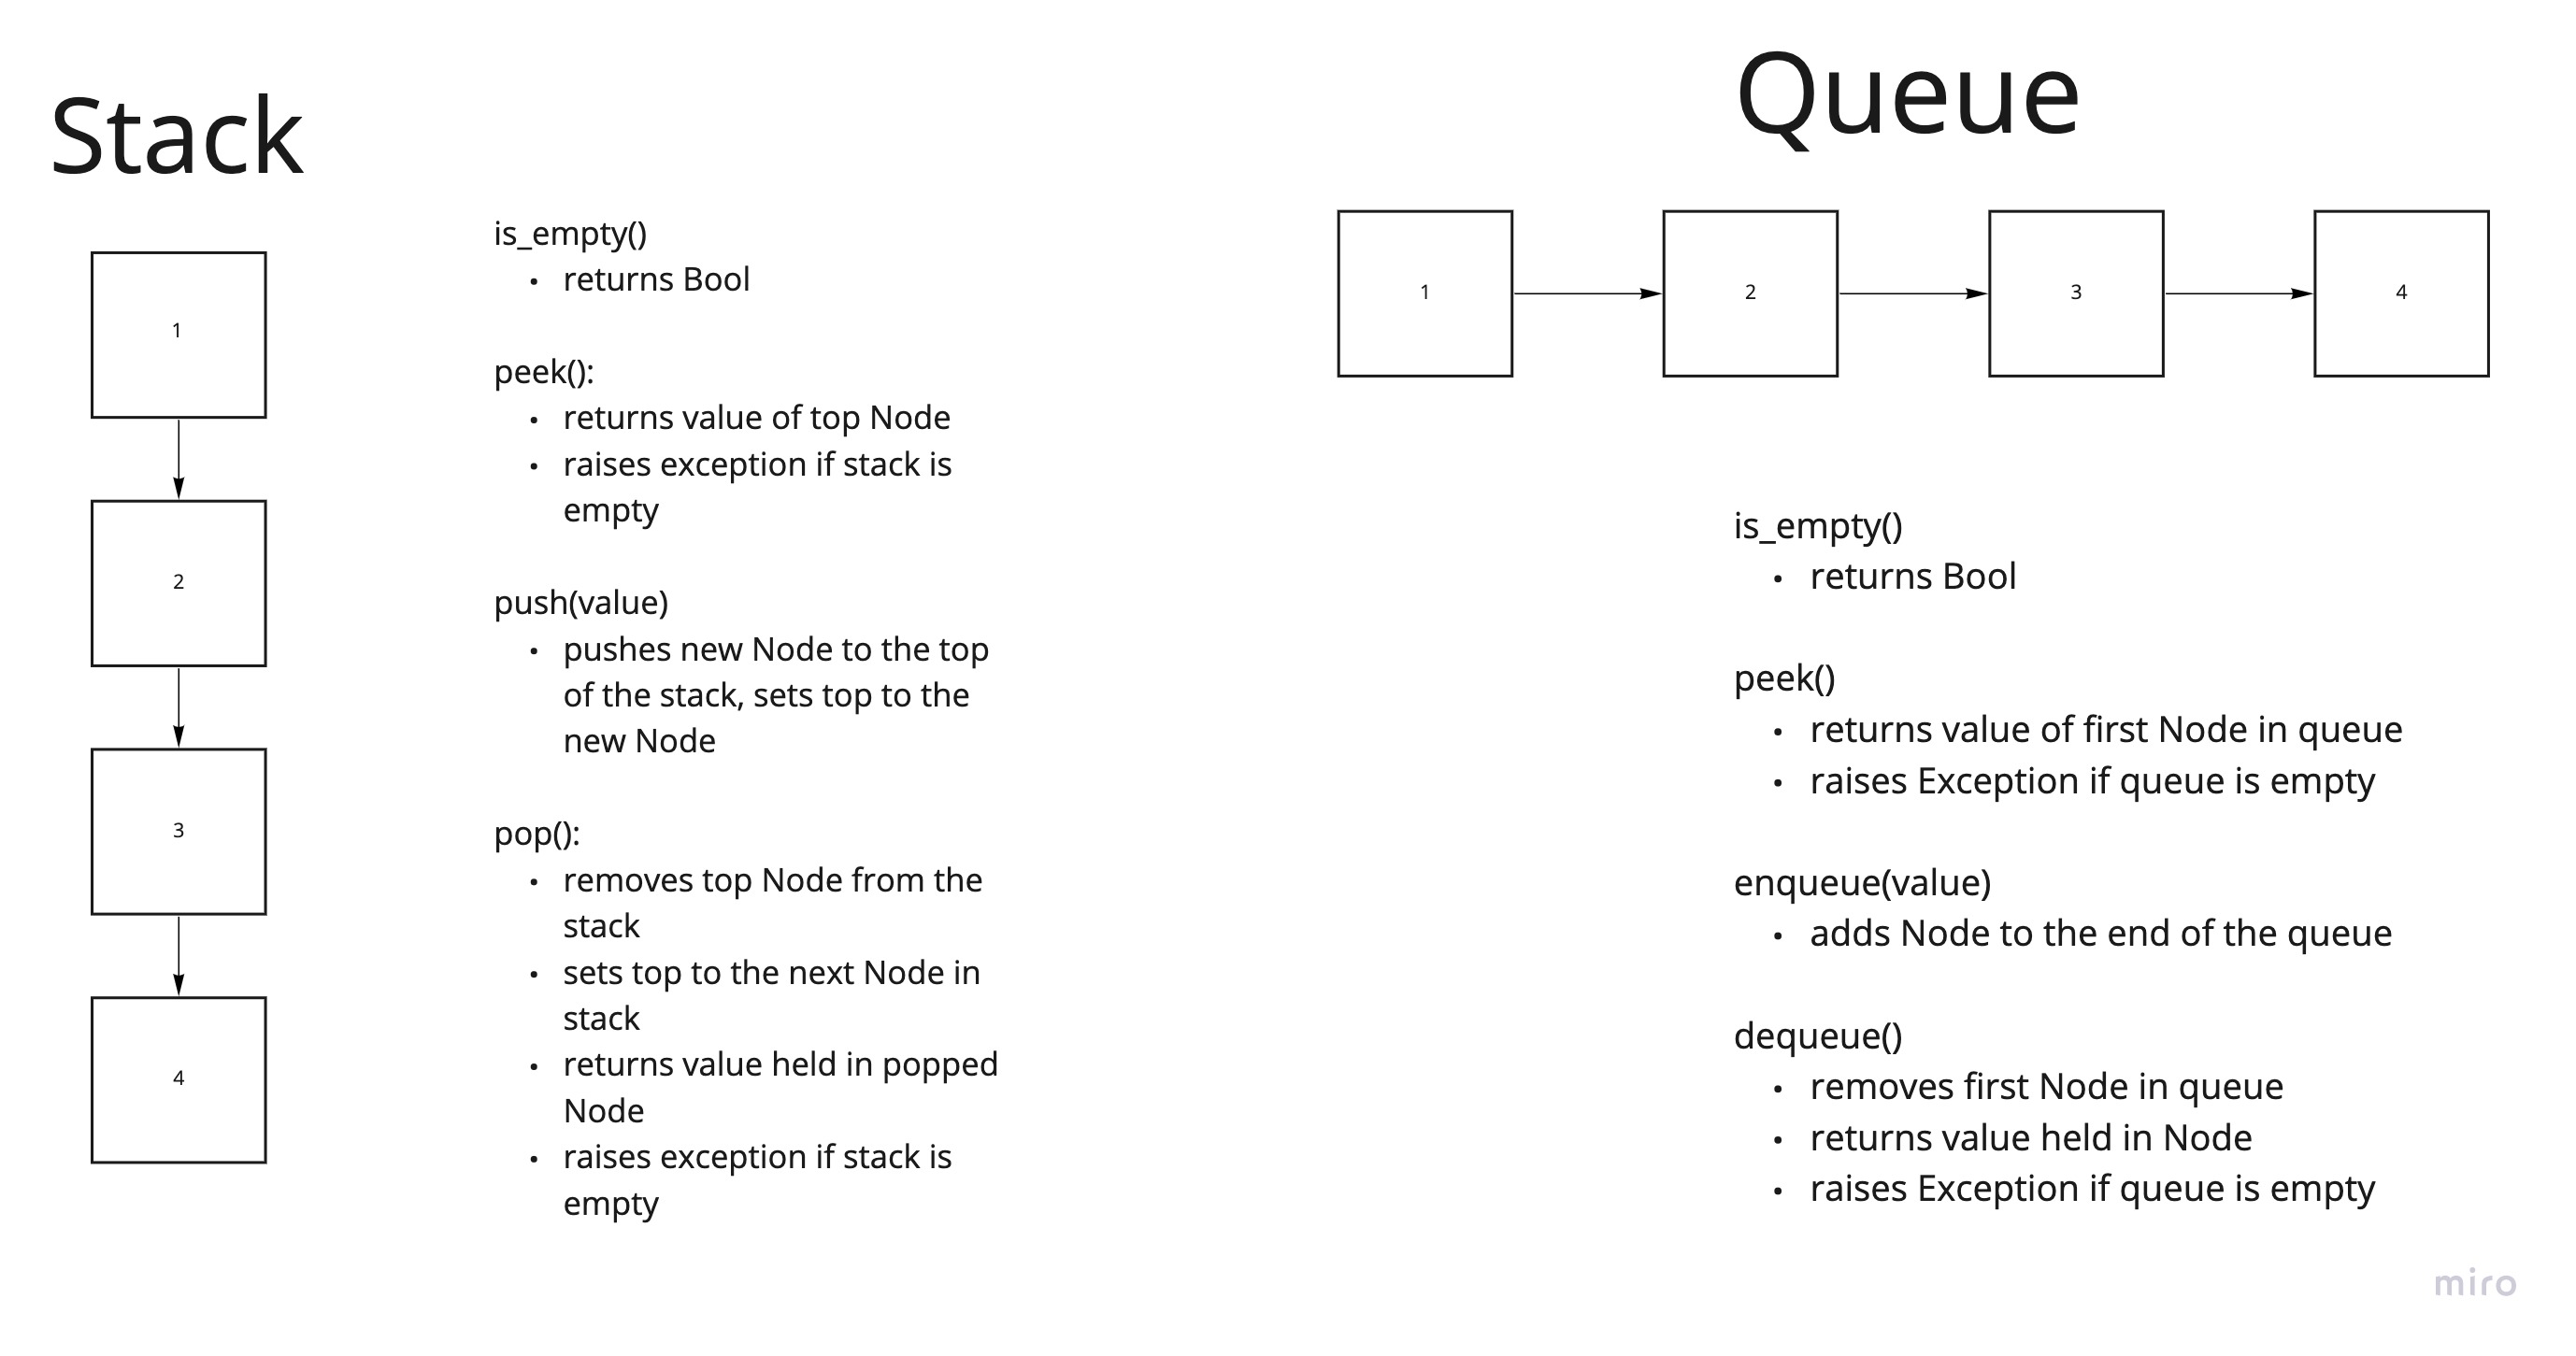 Stack
1
2
3
4
is_empty()
• returns Bool
peek():
• returns value of top Node
• raises exception if stack is
empty
push(value)
• pushes new Node to the top
of the stack, sets top to the
new Node
pop():
• removes top Node from the
stack
• sets top to the next Node in
stack
• returns value held in popped
Node
• raises exception if stack is
empty
Queue
1 2 3 4
is_empty()
• returns Bool
peek()
• returns value of first Node in queue
• raises Exception if queue is empty
enqueue(value)
• adds Node to the end of the queue
dequeue()
• removes first Node in queue
• returns value held in Node
• raises Exception if queue is empty
miro